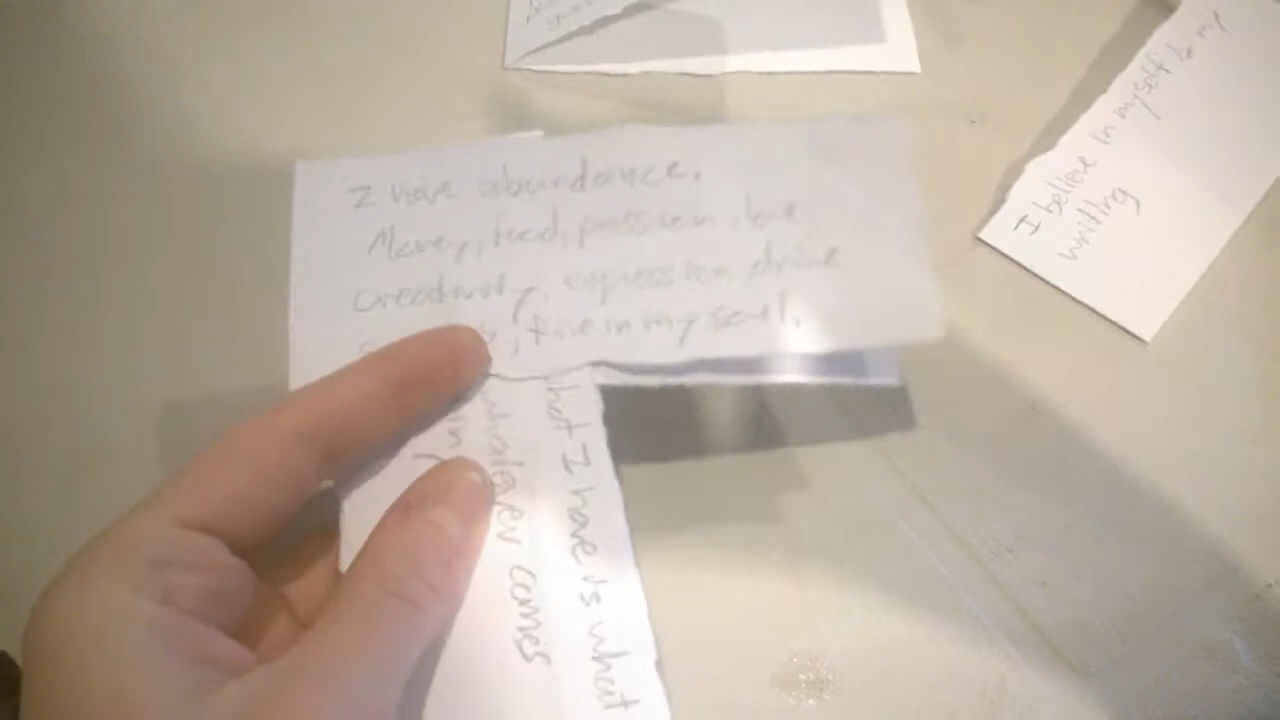 I have abundance.
Money, food, passion, love,
creativity, expression, drive
, fire in my soul.
I believe in myself & my
writing
what I have vs what
whatever comes